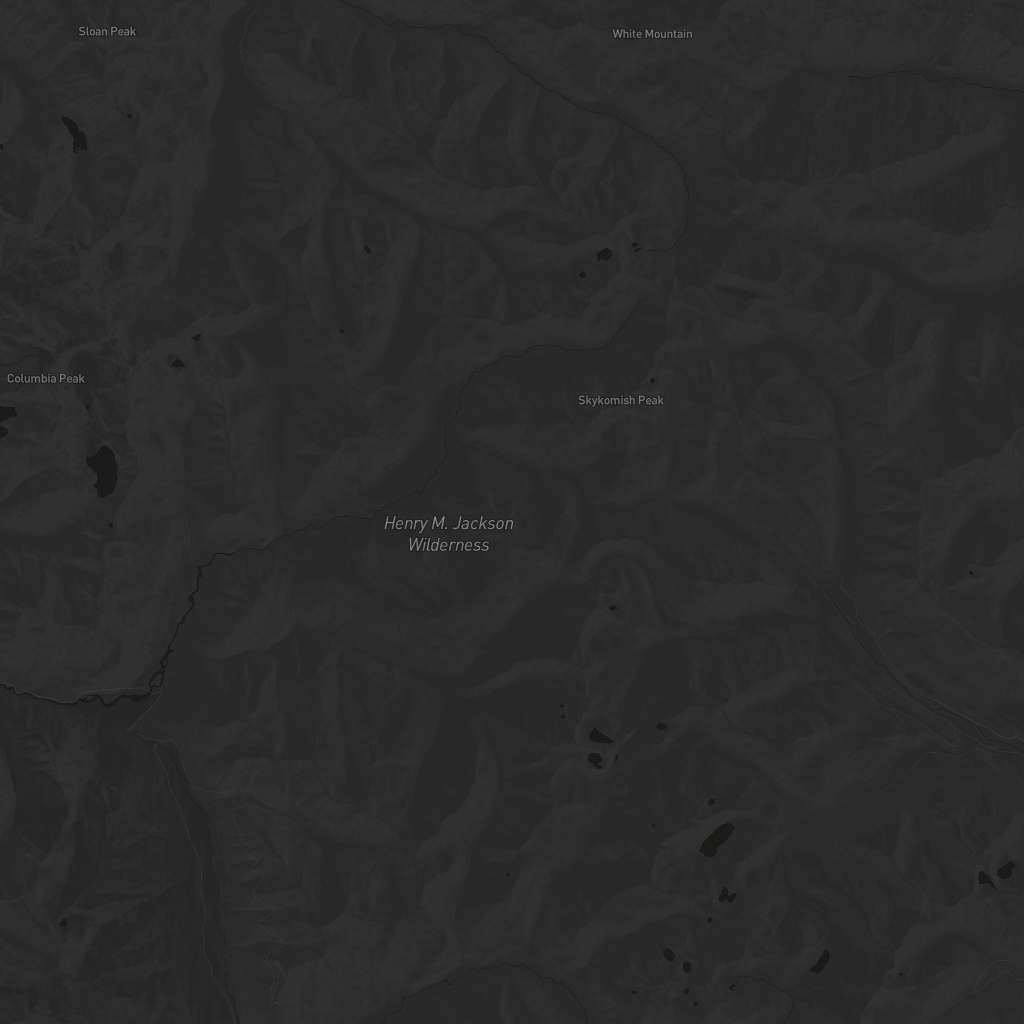 Sloan Peak
White Mountain
Columbia Peak
Skykomish Peak
Henry M. Jackson
Wilderness